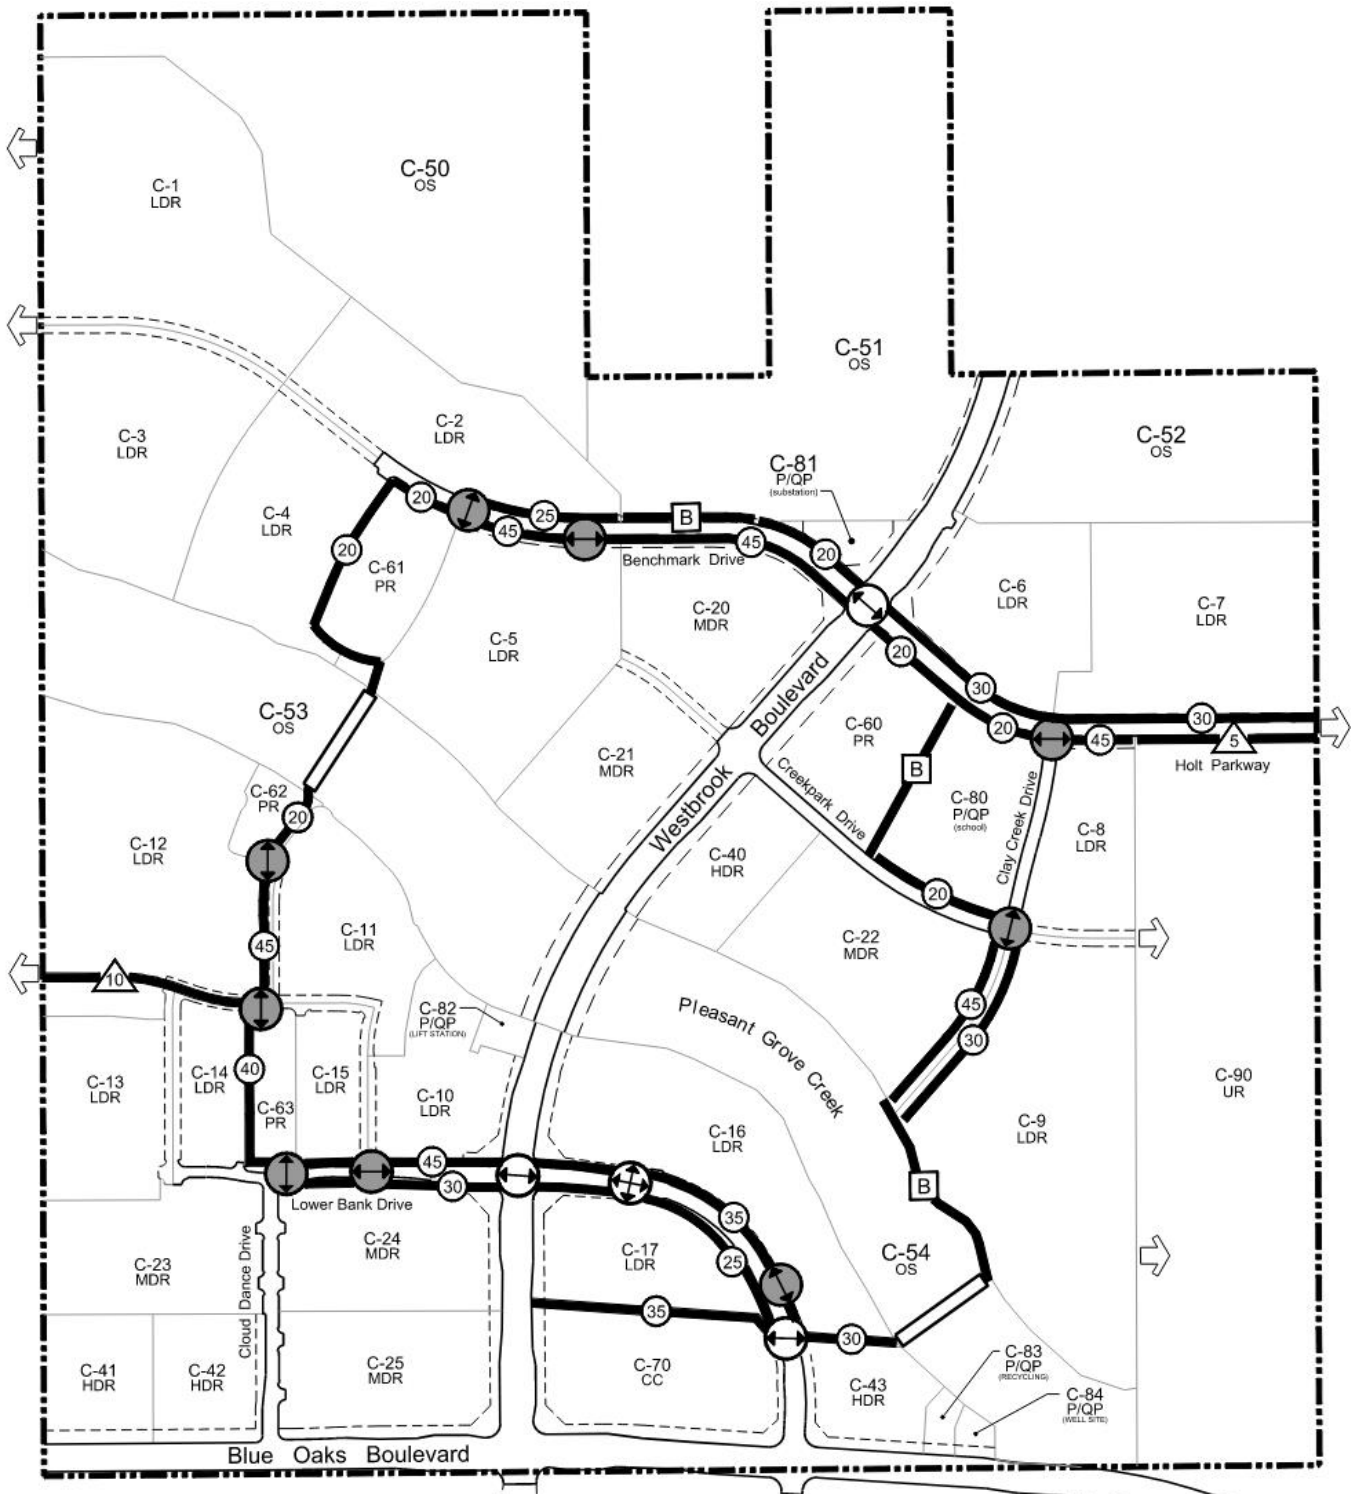 C-50
OS
C-1
LDR
C-51
OS
C-2
LDR
C-3
LDR
C-52
OS
C-81
P/QP
(substation)
C-4
LDR
20
45
25
B
45
20
20
C-61
PR
Benchmark Drive
C-6
LDR
C-7
LDR
C-20
MDR
C-5
LDR
20
30
C-53
OS
Westbrook Boulevard
C-60
PR
20
45
30
5
Holt Parkway
C-21
MDR
B
Creekpark Drive
C-62
PR
20
C-80
P/QP
(school)
Clay Creek Drive
C-8
LDR
C-12
LDR
C-40
HDR
20
C-11
LDR
45
C-22
MDR
10
C-82
P/QP
(LIFT STATION)
Pleasant Grove Creek
45
30
C-13
LDR
C-14
LDR
40
C-15
LDR
C-63
PR
C-10
LDR
C-90
UR
C-9
LDR
C-16
LDR
45
30
B
Lower Bank Drive
35
C-24
MDR
C-17
LDR
25
C-54
OS
C-23
MDR
Cloud Dance Drive
35
30
C-41
HDR
C-42
HDR
C-25
MDR
C-70
CC
C-43
HDR
C-83
P/QP
(RECYCLING)
C-84
P/QP
(WELL SITE)
Blue Oaks Boulevard